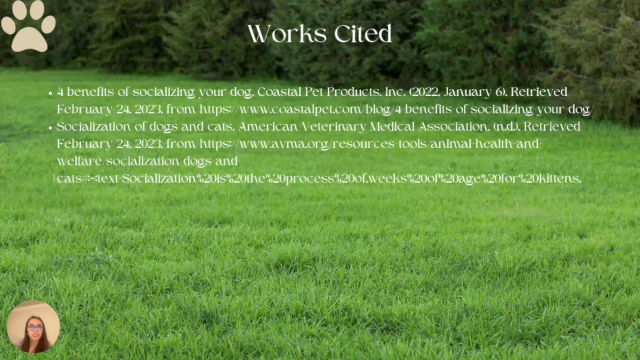 Works Cited
• 4 benefits of socializing your dog. Coastal Pet Products, Inc. (2022, January 6). Retrieved
February 24, 2023, from https://www.coastalpet.com/blog/4-benefits-of-socializing-your-dog
• Socialization of dogs and cats. American Veterinary Medical Association. (n.d.). Retrieved
February 24, 2023, from https://www.avma.org/resources-tools/animal-health-and-
welfare/socialization-dogs-and-
cats#:~:text=Socialization%20is%20the%20process%20of,weeks%20of%20age%20for%20kittens.